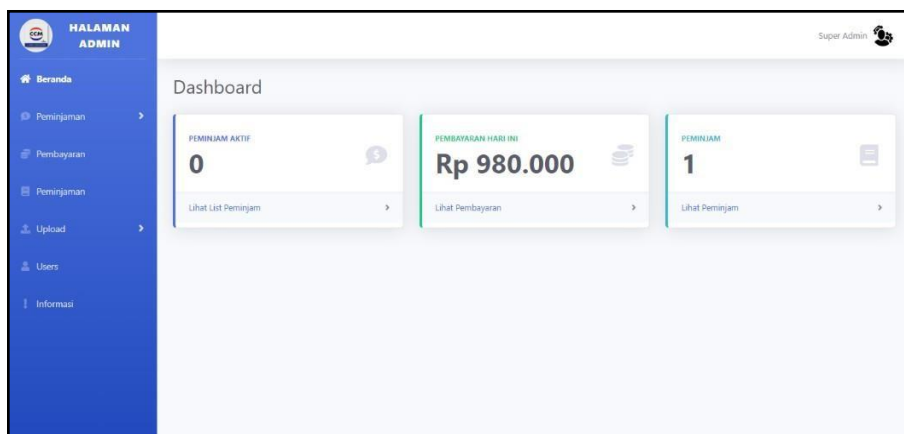 CCM
HALAMAN
ADMIN
Super Admin
Beranda
Peminjaman
Pembayaran
Peminjaman
Upload
Users
Informasi
Dashboard
PEMINJAM AKTIF
0
Lihat List Peminjam
PEMBAYARAN HARI INI
Rp 980.000
Lihat Pembayaran
PEMINJAM
1
Lihat Peminjam